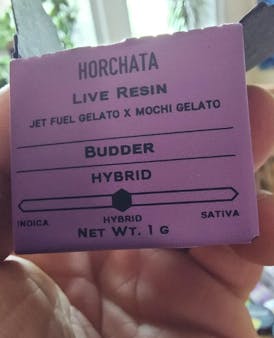 HORCHATA
LIVE RESIN
JET FUEL GELATO X MOCHI GELATO
BUDDER
HYBRID
INDICA HYBRID SATIVA
NET WT. 1 G